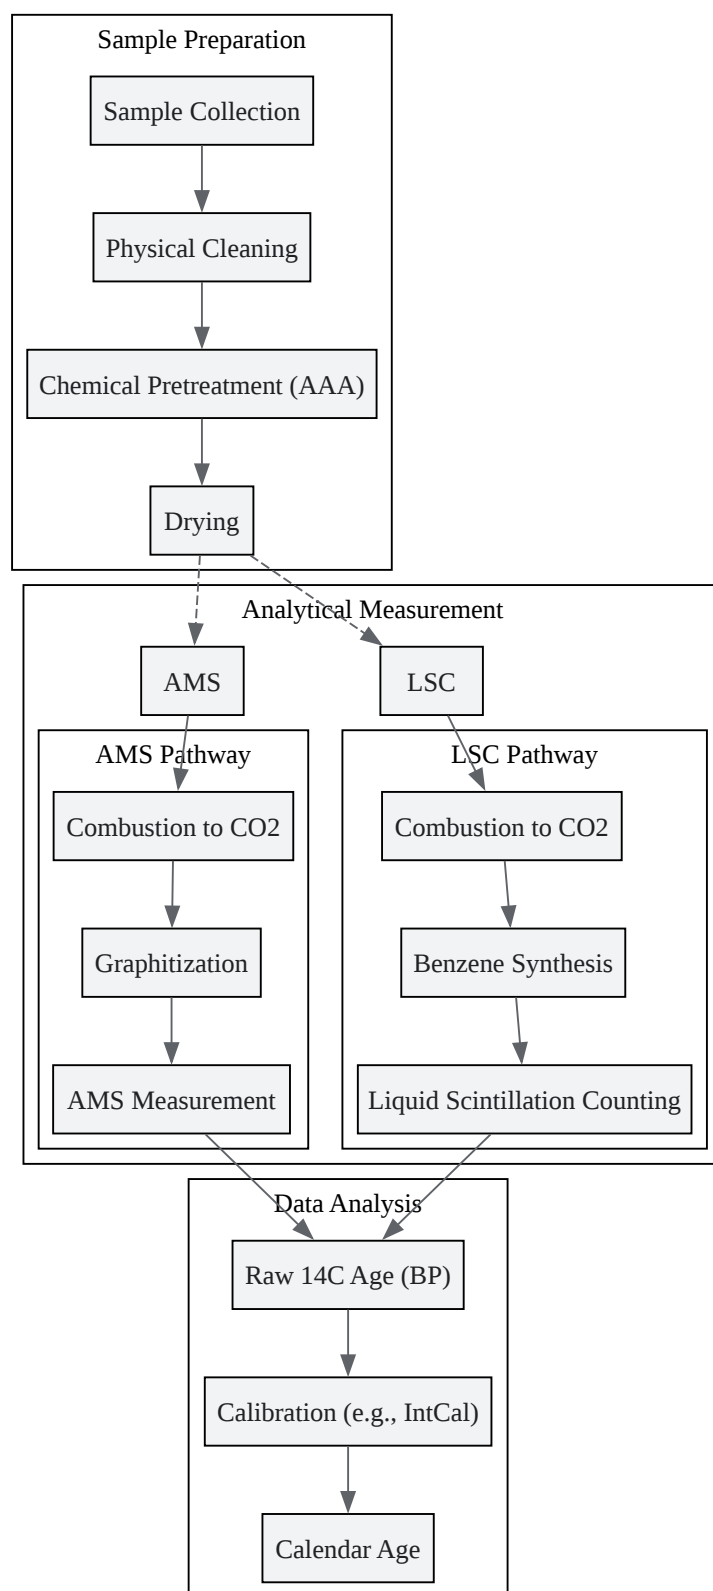 Sample Preparation
Sample Collection
Physical Cleaning
Chemical Pretreatment (AAA)
Drying
Analytical Measurement
AMS
LSC
AMS Pathway
LSC Pathway
Combustion to CO2
Combustion to CO2
Graphitization
Benzene Synthesis
AMS Measurement
Liquid Scintillation Counting
Data Analysis
Raw 14C Age (BP)
Calibration (e.g., IntCal)
Calendar Age